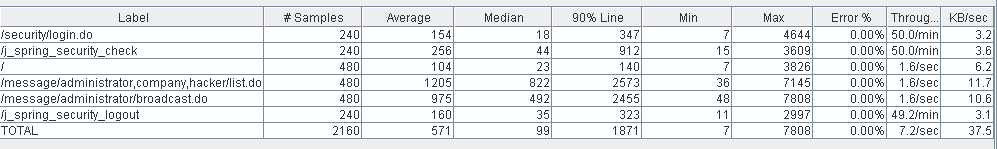 Label # Samples Average Median 90% Line Min Max Error % Throug... KB/sec
/security/login.do 240 154 18 347 7 4644 0.00% 50.0/min 3.2
/j_spring_security_check 240 256 44 912 15 3609 0.00% 50.0/min 3.6
/ 480 104 23 140 7 3826 0.00% 1.6/sec 6.2
/message/administrator,company,hacker/list.do 480 1205 822 2573 36 7145 0.00% 1.6/sec 11.7
/message/administrator/broadcast.do 480 975 492 2455 48 7808 0.00% 1.6/sec 10.6
/j_spring_security_logout 240 160 35 323 11 2997 0.00% 49.2/min 3.1
TOTAL 2160 571 99 1871 7 7808 0.00% 7.2/sec 37.5